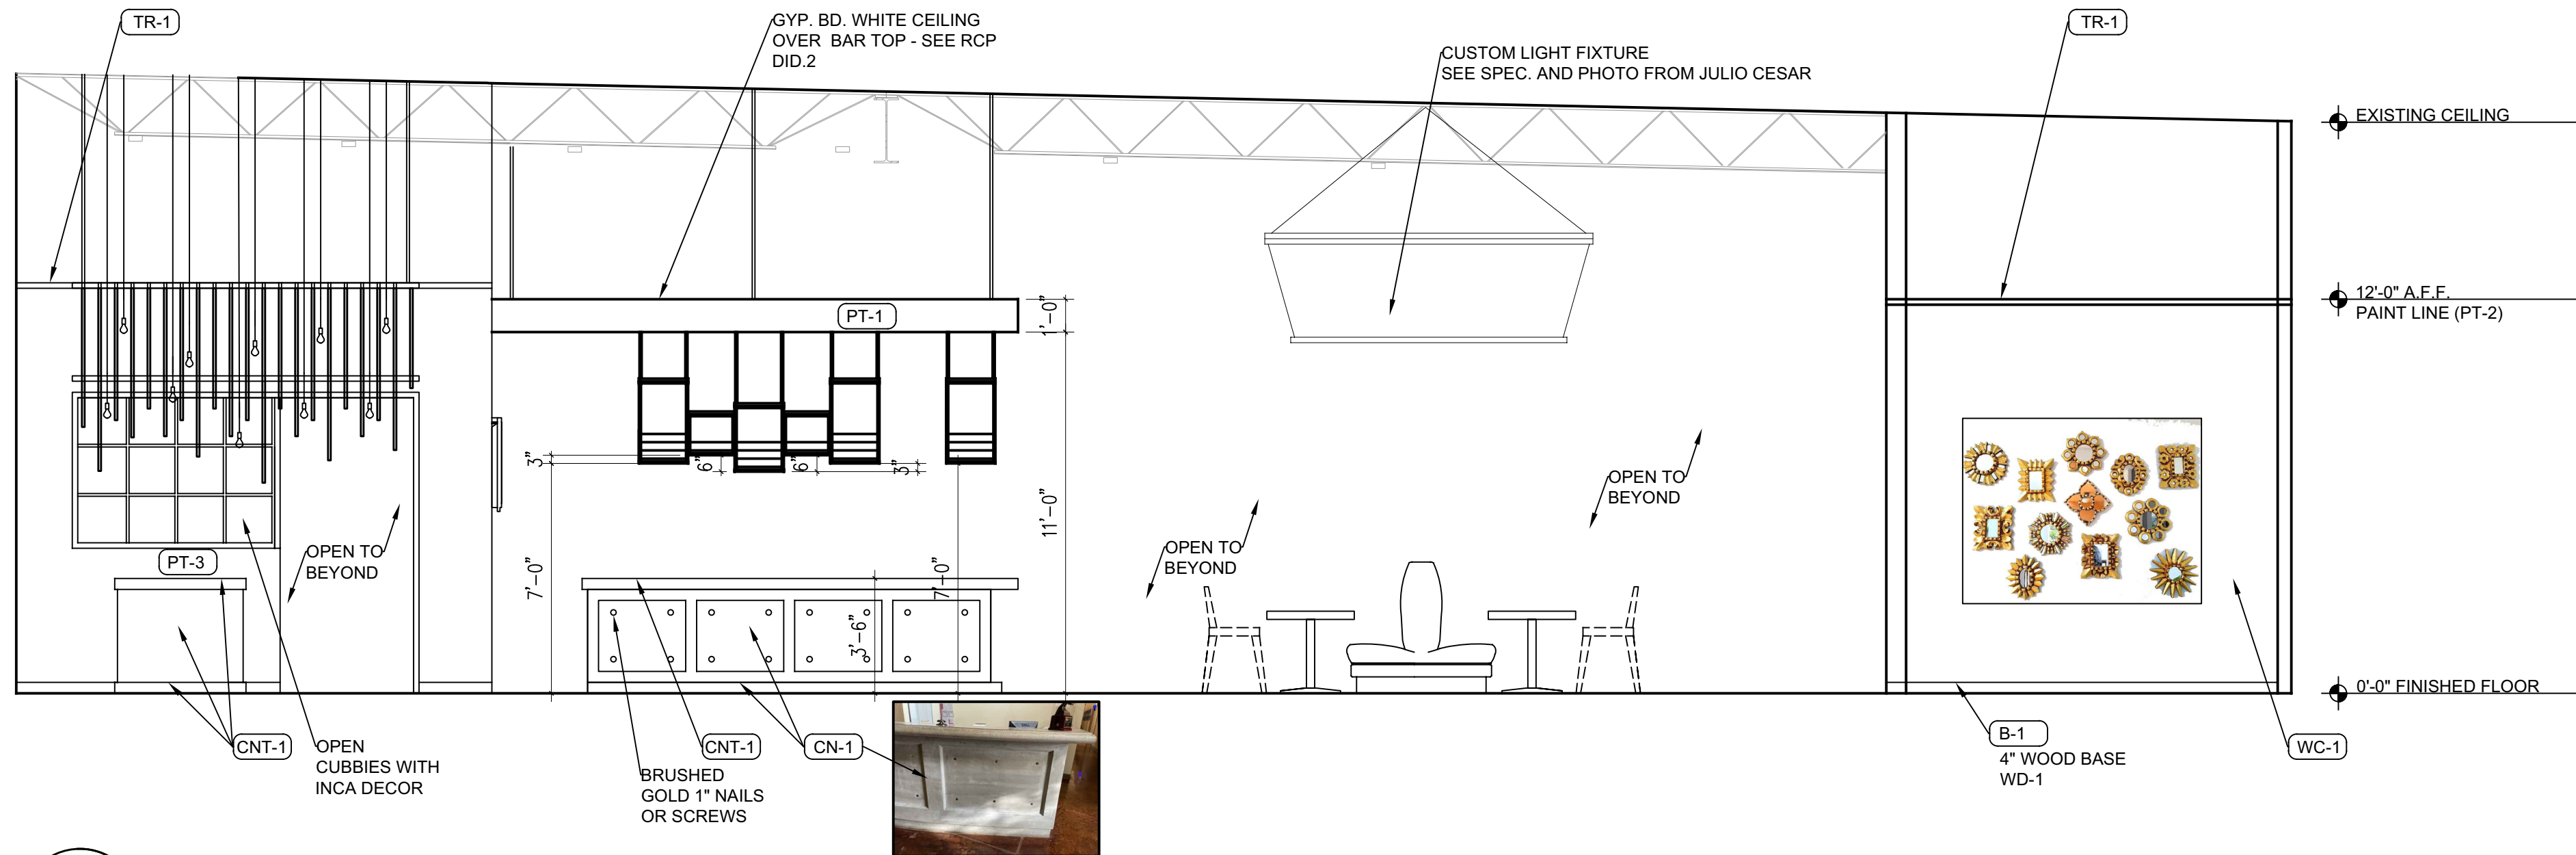 TR-1
GYP. BD. WHITE CEILING
OVER BAR TOP - SEE RCP
DID.2
CUSTOM LIGHT FIXTURE
SEE SPEC. AND PHOTO FROM JULIO CESAR
TR-1
EXISTING CEILING
12'-0" A.F.F.
PAINT LINE (PT-2)
PT-1
1'-0"
3"
6"
6"
3"
11'-0"
7'-0"
7'-0"
3'-6"
OPEN TO
BEYOND
OPEN TO
BEYOND
OPEN TO
BEYOND
PT-3
0'-0" FINISHED FLOOR
CNT-1
OPEN
CUBBIES WITH
INCA DECOR
CNT-1
BRUSHED
GOLD 1" NAILS
OR SCREWS
CN-1
B-1
4" WOOD BASE
WD-1
WC-1